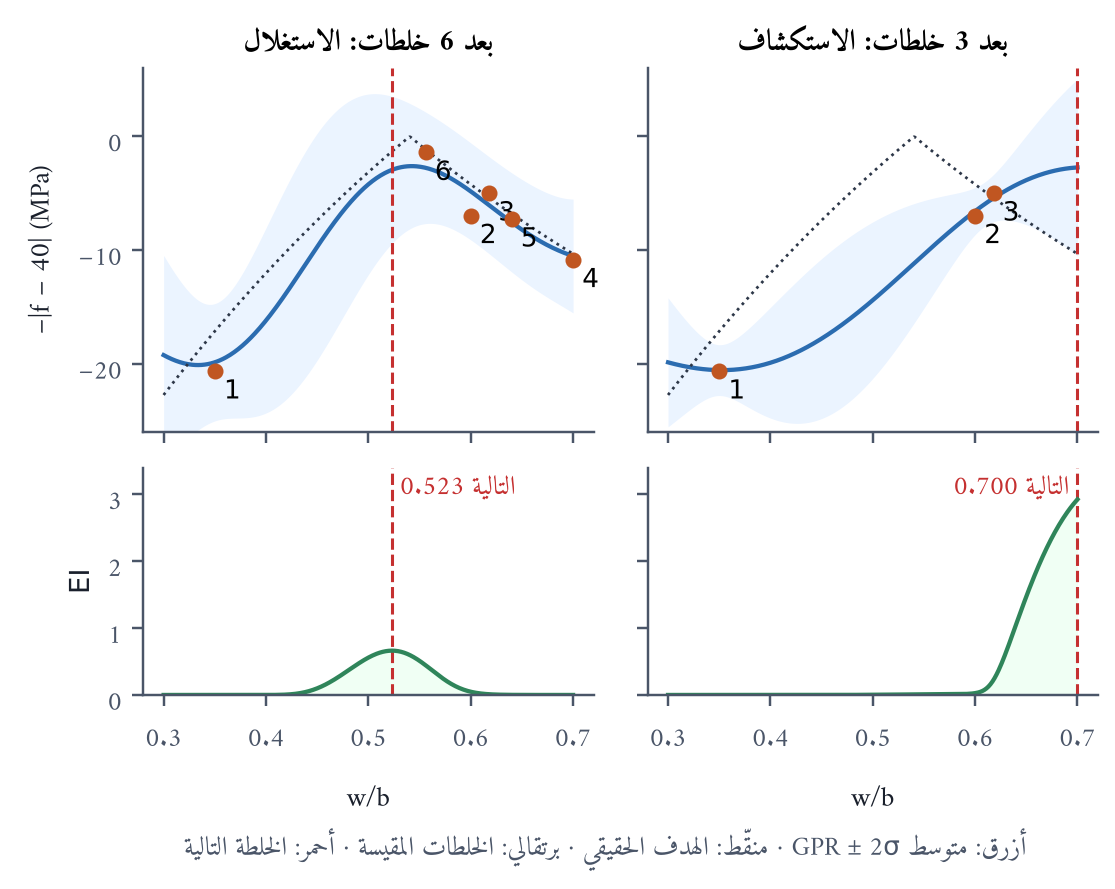 بعد 3 خلطات: الاستكشاف
بعد 6 خلطات: الاستغلال
−|f − 40| (MPa)
0
−10
−20
1
2
3
4
5
6
1
2
3
التالية 0.700
التالية 0.523
EI
3
2
1
0
0.3 0.4 0.5 0.6 0.7
0.3 0.4 0.5 0.6 0.7
w/b
w/b
أزرق: متوسط GPR ± 2σ · منقّط: الهدف الحقيقي · برتقالي: الخلطات المقيسة · أحمر: الخلطة التالية